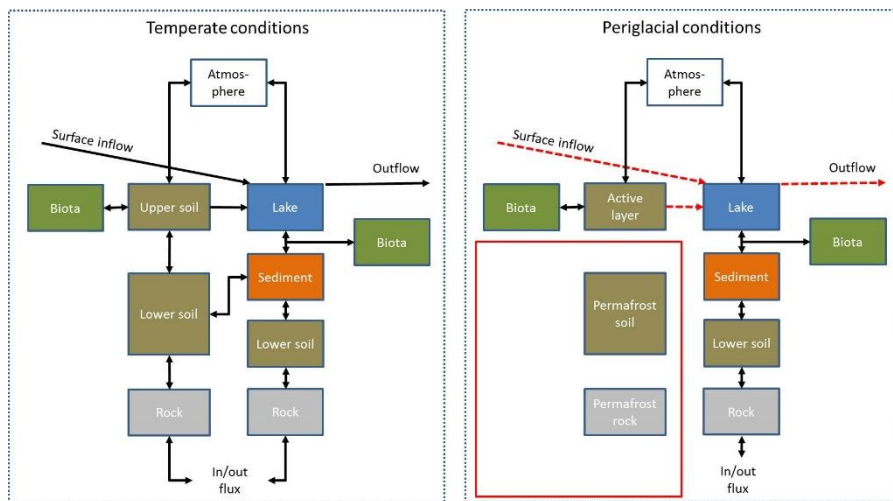 Temperate conditions
Atmos-
phere
Surface inflow
Outflow
Biota
Upper soil
Lake
Biota
Sediment
Lower soil
Lower soil
Rock
Rock
In/out
flux
Periglacial conditions
Atmos-
phere
Surface inflow
Outflow
Biota
Active
layer
Lake
Biota
Sediment
Permafrost
soil
Lower soil
Permafrost
rock
Rock
In/out
flux